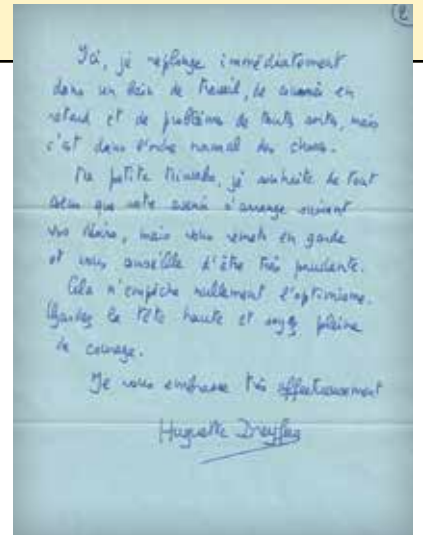 2
Ici, je replonge immédiatement
dans un bain de travail, de courrier en
retard et de problèmes de toutes sortes, mais
c'est dans l'ordre normal des choses.
Ma petite, je souhaite de tout
cœur que votre avenir s'arrange suivant
vos désirs, mais vous remets en garde
et vous conseille d'être très prudente.
Cela n'empêche nullement l'optimisme.
Gardez la tête haute et soyez pleine
de courage.
Je vous embrasse très affectueusement
Huguette Dreyfus